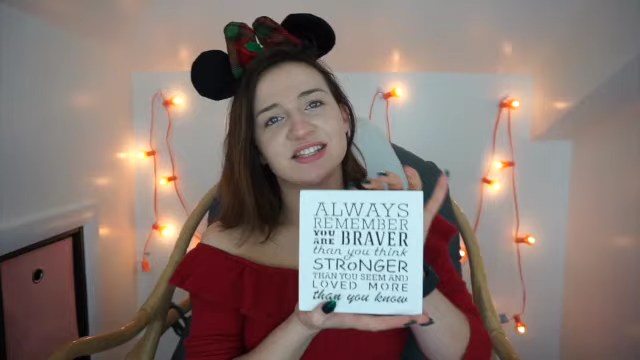 ALWAYS
REMEMBER
YOU ARE BRAVER
than you think
STRONGER
THAN YOU SEEM AND
LOVED MORE
than you know